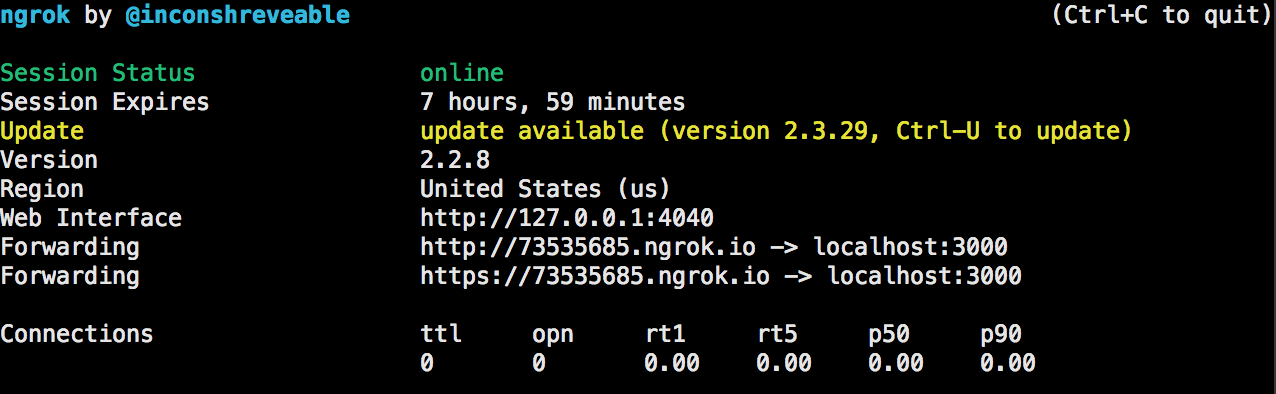 ngrok by @inconshreveable (Ctrl+C to quit)
Session Status online
Session Expires 7 hours, 59 minutes
Update update available (version 2.3.29, Ctrl-U to update)
Version 2.2.8
Region United States (us)
Web Interface http://127.0.0.1:4040
Forwarding http://73535685.ngrok.io -> localhost:3000
Forwarding https://73535685.ngrok.io -> localhost:3000
Connections ttl opn rt1 rt5 p50 p90
0 0 0.00 0.00 0.00 0.00